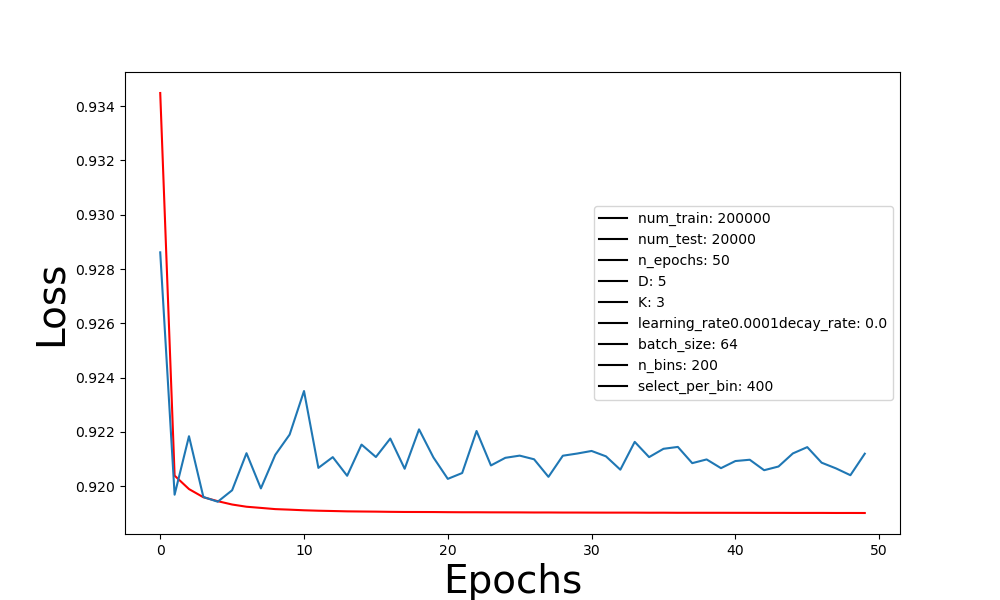 0.934
0.932
0.930
0.928
0.926
0.924
0.922
0.920
Loss
num_train: 200000
num_test: 20000
n_epochs: 50
D: 5
K: 3
learning_rate0.0001decay_rate: 0.0
batch_size: 64
n_bins: 200
select_per_bin: 400
0 10 20 30 40 50
Epochs